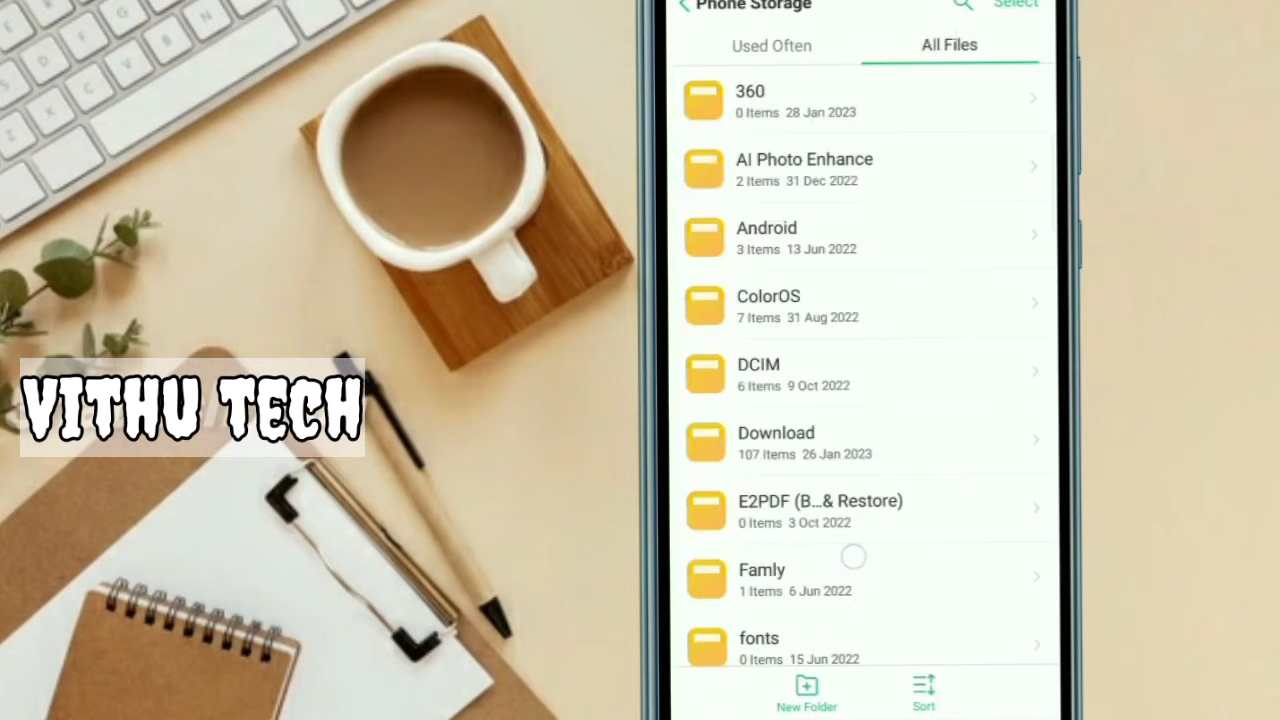 Phone Storage
Select
Used Often
All Files
360
0 Items 28 Jan 2023
AI Photo Enhance
2 Items 31 Dec 2022
Android
3 Items 13 Jun 2022
ColorOS
7 Items 31 Aug 2022
DCIM
6 Items 9 Oct 2022
Download
107 Items 26 Jan 2023
E2PDF (B...& Restore)
0 Items 3 Oct 2022
Famly
1 Items 6 Jun 2022
fonts
0 Items 15 Jun 2022
New Folder
Sort
VITHU TECH
G
F
D
S
B
V
C
X
Z